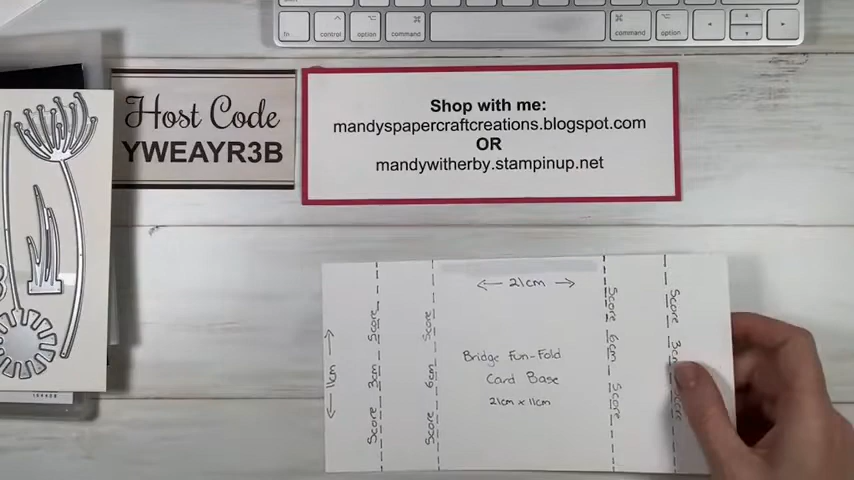 fn
control
option
command
command
option
Host Code
YWEAYR3B
Shop with me:
mandyspapercraftcreations.blogspot.com
OR
mandywitherby.stampinup.net
21cm
11cm
Score 3cm Score
Score 6cm Score
Bridge Fun-Fold
Card Base
21cm x 11cm
Score 6cm Score
Score 3cm Score